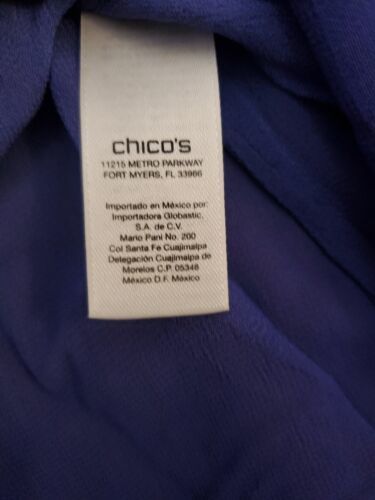 chico's
11215 METRO PARKWAY
FORT MYERS, FL 33966
Importado en México por:
Importadora Globastic,
S.A. de C.V.
Mario Pani No. 200
Col Santa Fe Cuajimalpa
Delegación Cuajimalpa de
Morelos C.P. 05348
México D.F. México